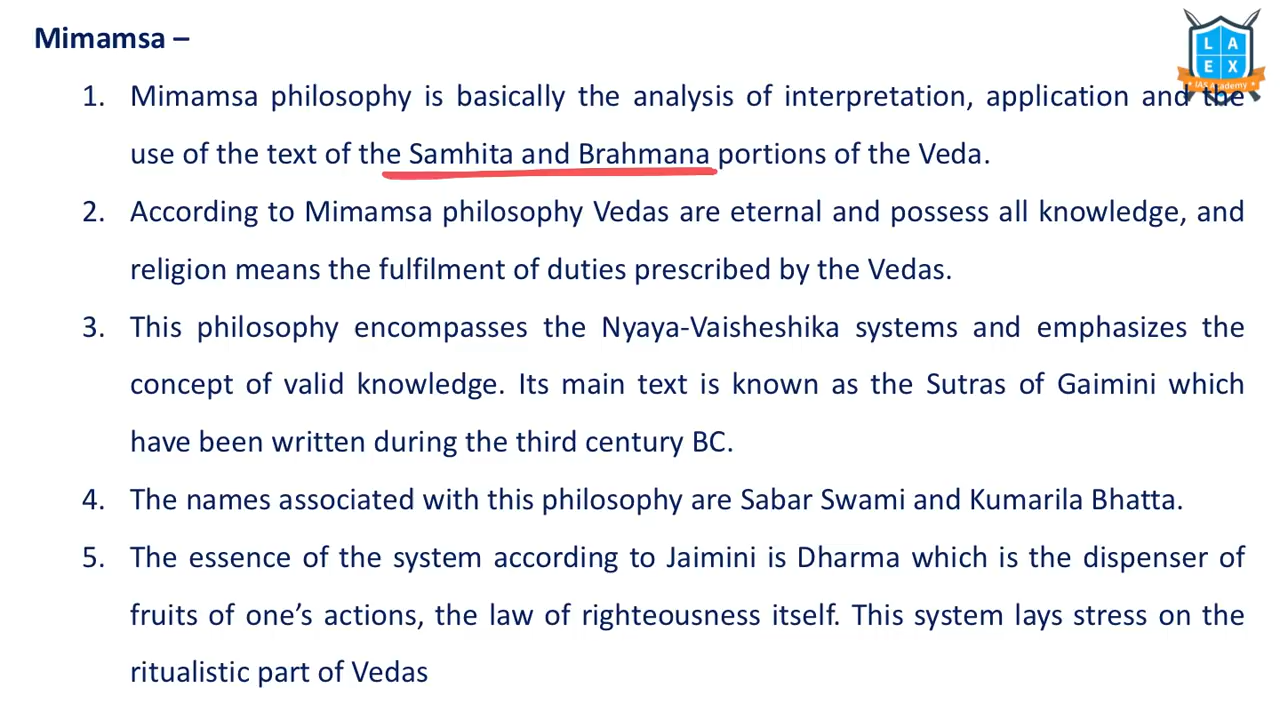 Mimamsa –
1. Mimamsa philosophy is basically the analysis of interpretation, application and the
use of the text of the Samhita and Brahmana portions of the Veda.
2. According to Mimamsa philosophy Vedas are eternal and possess all knowledge, and
religion means the fulfilment of duties prescribed by the Vedas.
3. This philosophy encompasses the Nyaya-Vaisheshika systems and emphasizes the
concept of valid knowledge. Its main text is known as the Sutras of Gaimini which
have been written during the third century BC.
4. The names associated with this philosophy are Sabar Swami and Kumarila Bhatta.
5. The essence of the system according to Jaimini is Dharma which is the dispenser of
fruits of one’s actions, the law of righteousness itself. This system lays stress on the
ritualistic part of Vedas
L A
E X
IAS Academy